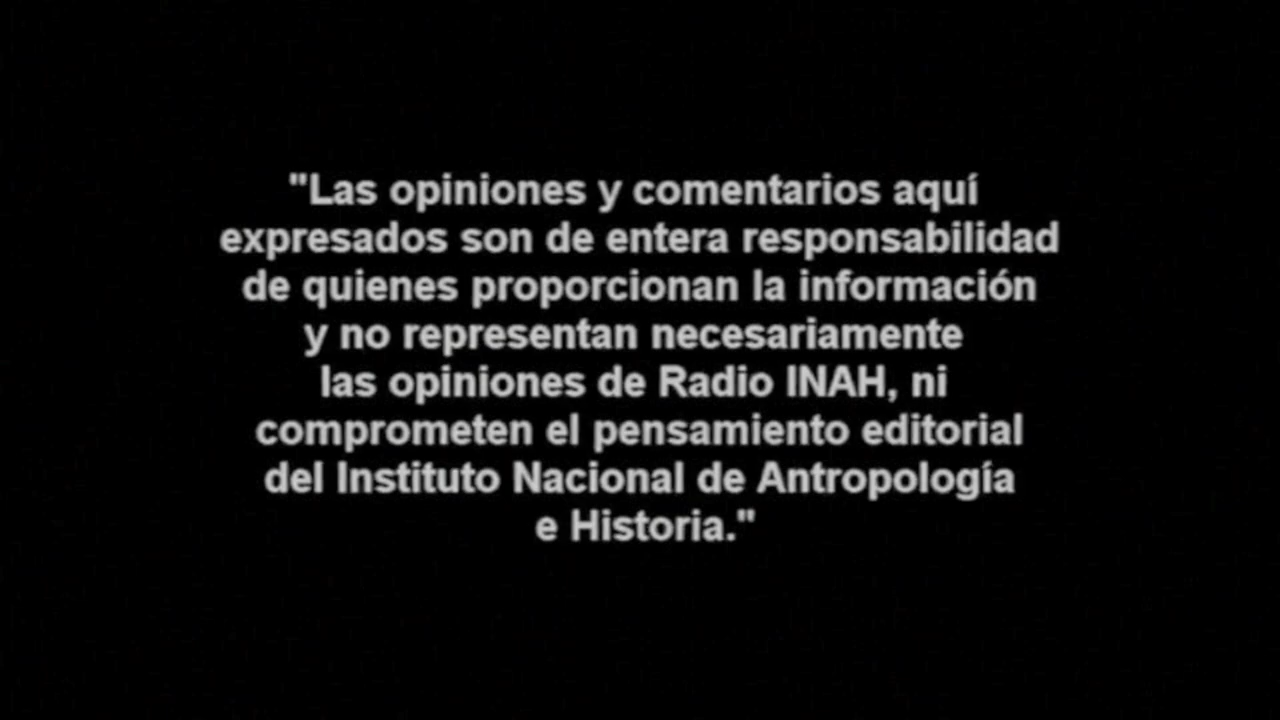 "Las opiniones y comentarios aquí
expresados son de entera responsabilidad
de quienes proporcionan la información
y no representan necesariamente
las opiniones de Radio INAH, ni
comprometen el pensamiento editorial
del Instituto Nacional de Antropología
e Historia."